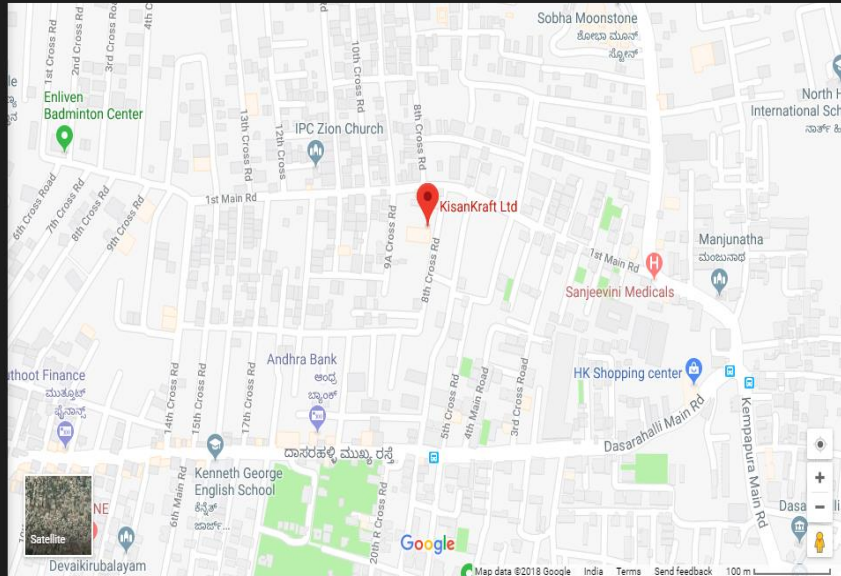 Sobha Moonstone
ಶೋಭಾ ಮೂನ್
ಸ್ಟೋನ್
1st Cross Rd
2nd Cross Rd
3rd Cross Rd
4th C
Enliven
Badminton Center
North H
International Sch
ನಾರ್ತ್ ಹಿ
10th Cross Rd
8th Cross Rd
13th Cross Rd
12th Cross
IPC Zion Church
6th Cross Road
7th Cross Rd
8th Cross Rd
9th Cross Rd
1st Main Rd
KisanKraft Ltd
9A Cross Rd
8th Cross Rd
1st Main Rd
Manjunatha
ಮಂಜುನಾಥ
Sanjeevini Medicals
uthoot Finance
ಮುತ್ತೂಟ್
ಫೈನಾನ್ಸ್
14th Cross Rd
15th Cross Rd
17th Cross Rd
Andhra Bank
ಆಂಧ್ರ
ಬ್ಯಾಂಕ್
5th Cross Rd
4th Main Road
3rd Cross Road
HK Shopping center
Dasarahalli Main Rd
Kempapura Main Rd
ದಾಸರಹಳ್ಳಿ ಮುಖ್ಯ ರಸ್ತೆ
Kenneth George
English School
ಕೆನ್ನೆತ್
ಜಾರ್ಜ್...
6th Main Rd
20th R Cross Rd
NE
Satellite
Devaikirubalayam
Google
Dasa
Map data ©2018 Google India Terms Send feedback 100 m